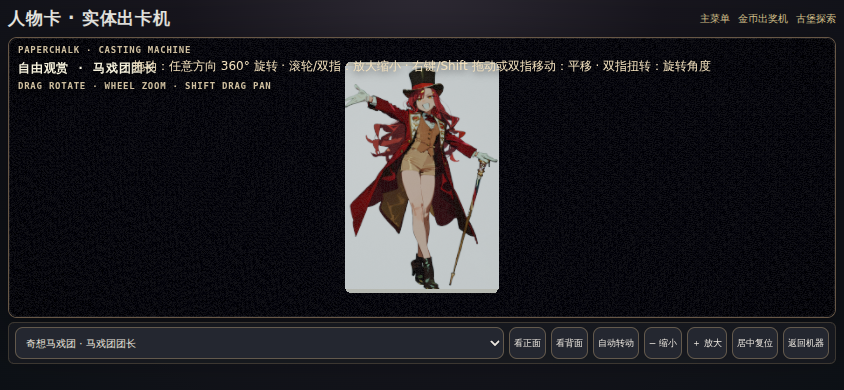 人物卡 · 实体出卡机
主菜单 金币出奖机 古堡探索
PAPERCHALK · CASTING MACHINE
自由观赏 · 马戏团团长
拖动：任意方向 360° 旋转 · 滚轮/双指：放大缩小 · 右键/Shift 拖动或双指移动：平移 · 双指扭转：旋转角度
DRAG ROTATE · WHEEL ZOOM · SHIFT DRAG PAN
奇想马戏团 · 马戏团团长
看正面 看背面 自动转动 − 缩小 + 放大 居中复位 返回机器